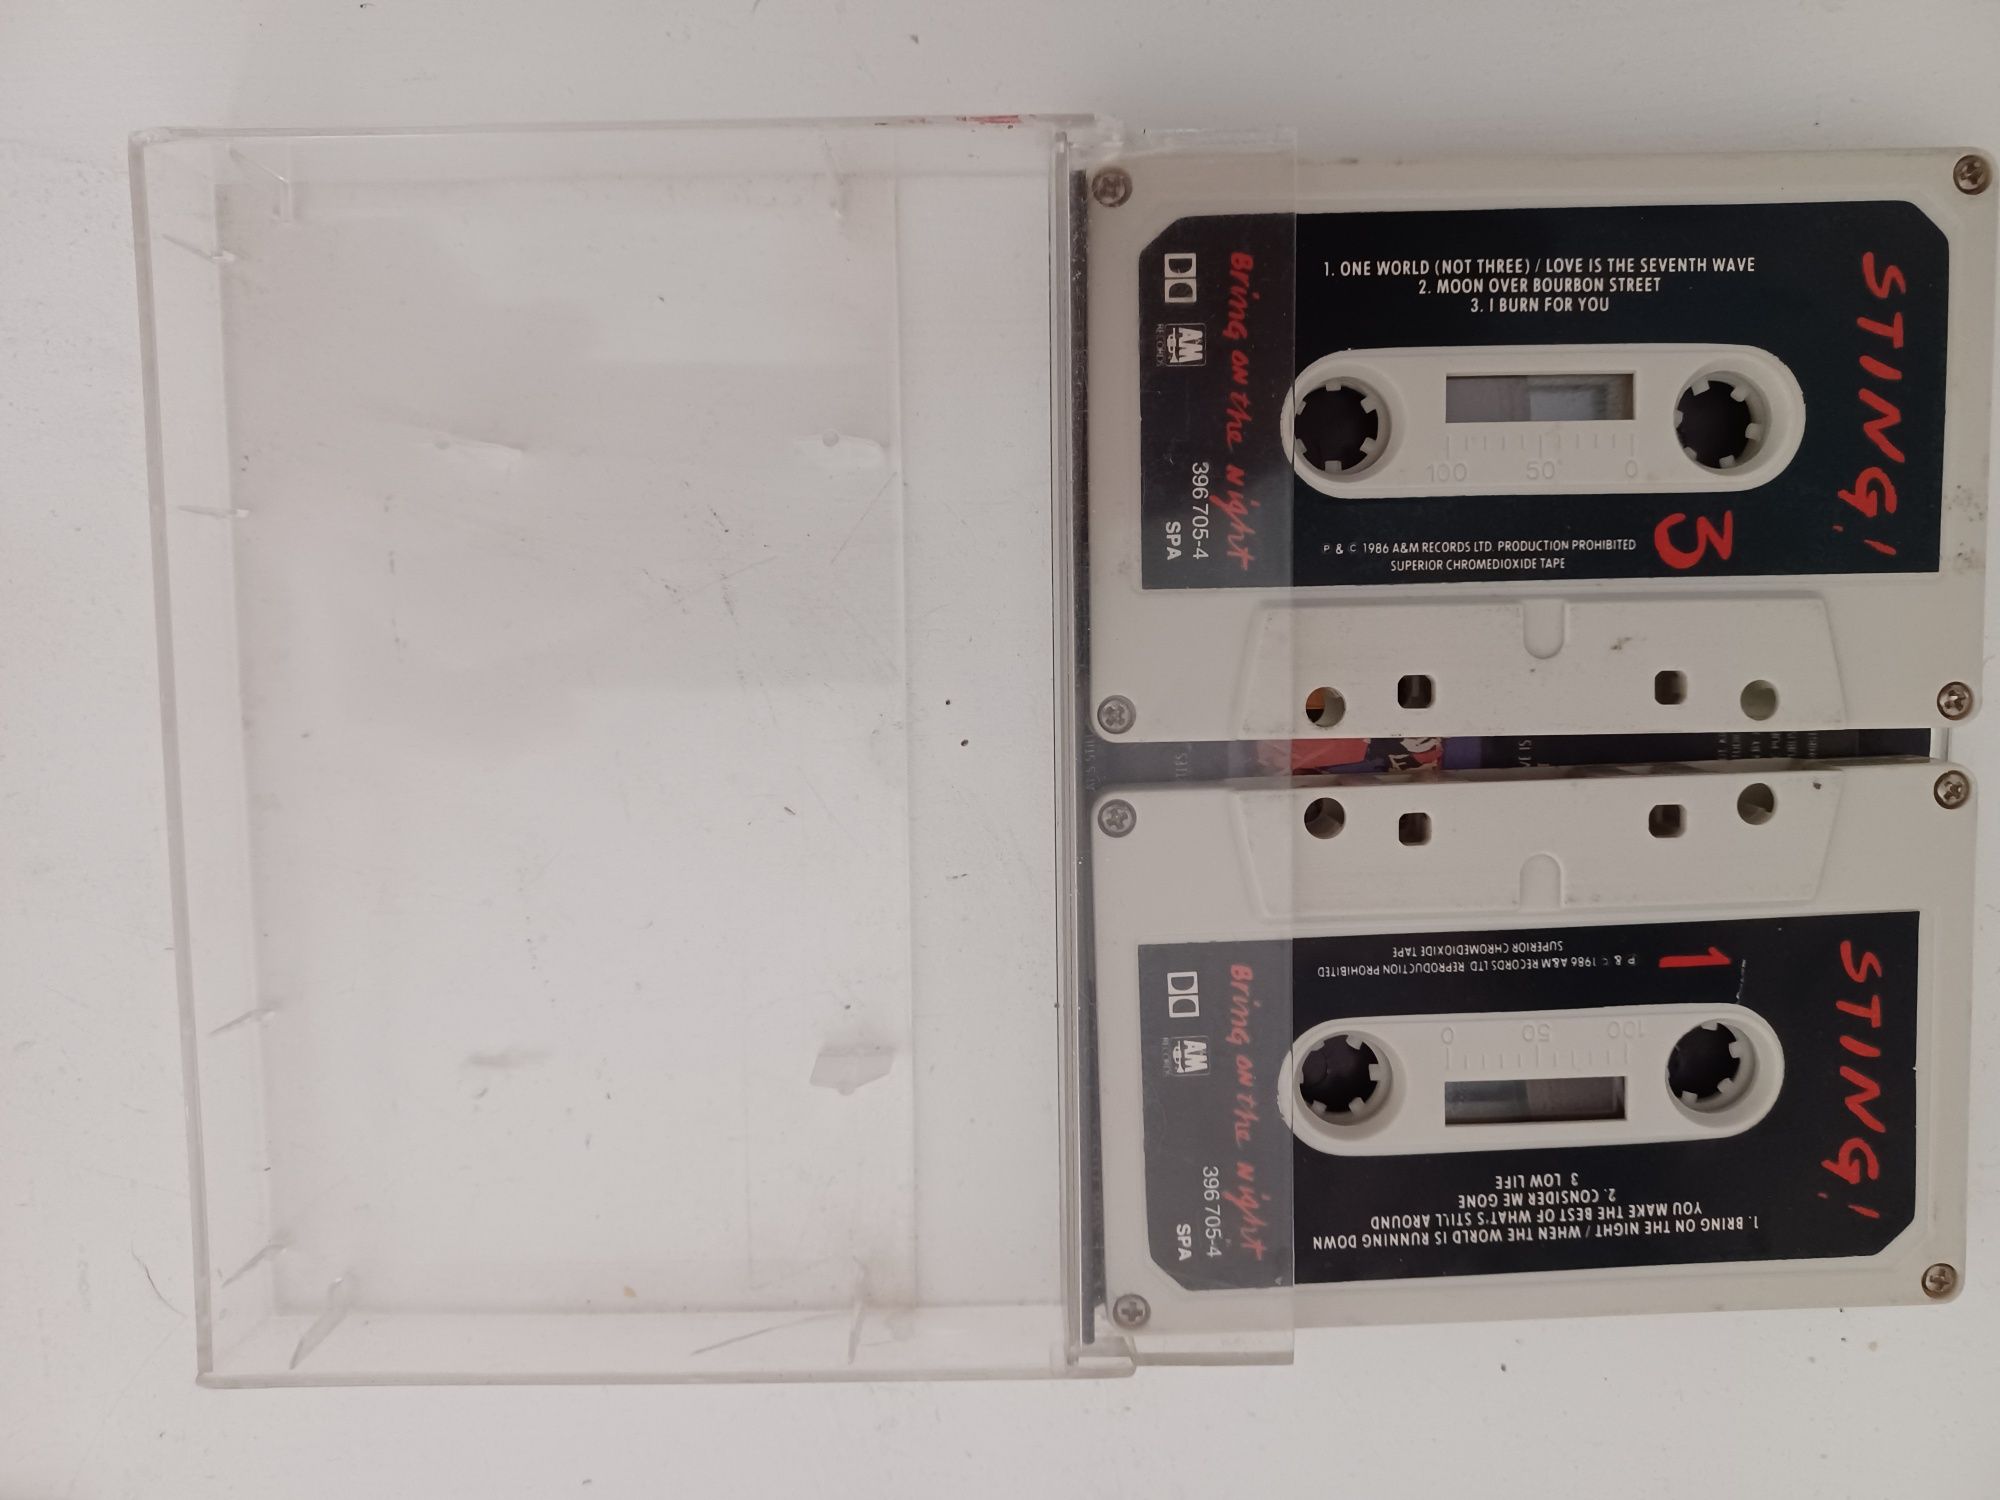 STING!
1. ONE WORLD (NOT THREE) / LOVE IS THE SEVENTH WAVE
2. MOON OVER BOURBON STREET
3. I BURN FOR YOU
100 50 0
3
P & C 1986 A&M RECORDS LTD. PRODUCTION PROHIBITED
SUPERIOR CHROMEDIOXIDE TAPE
Bring on the Night
AM
RECORDS
396 705-4
SPA
STING!
1
P & C 1986 A&M RECORDS LTD REPRODUCTION PROHIBITED
SUPERIOR CHROMEDIOXIDE TAPE
0 50 100
1. BRING ON THE NIGHT / WHEN THE WORLD IS RUNNING DOWN
YOU MAKE THE BEST OF WHAT'S STILL AROUND
2. CONSIDER ME GONE
3 LOW LIFE
Bring on the Night
AM
RECORDS
396 705-4
SPA